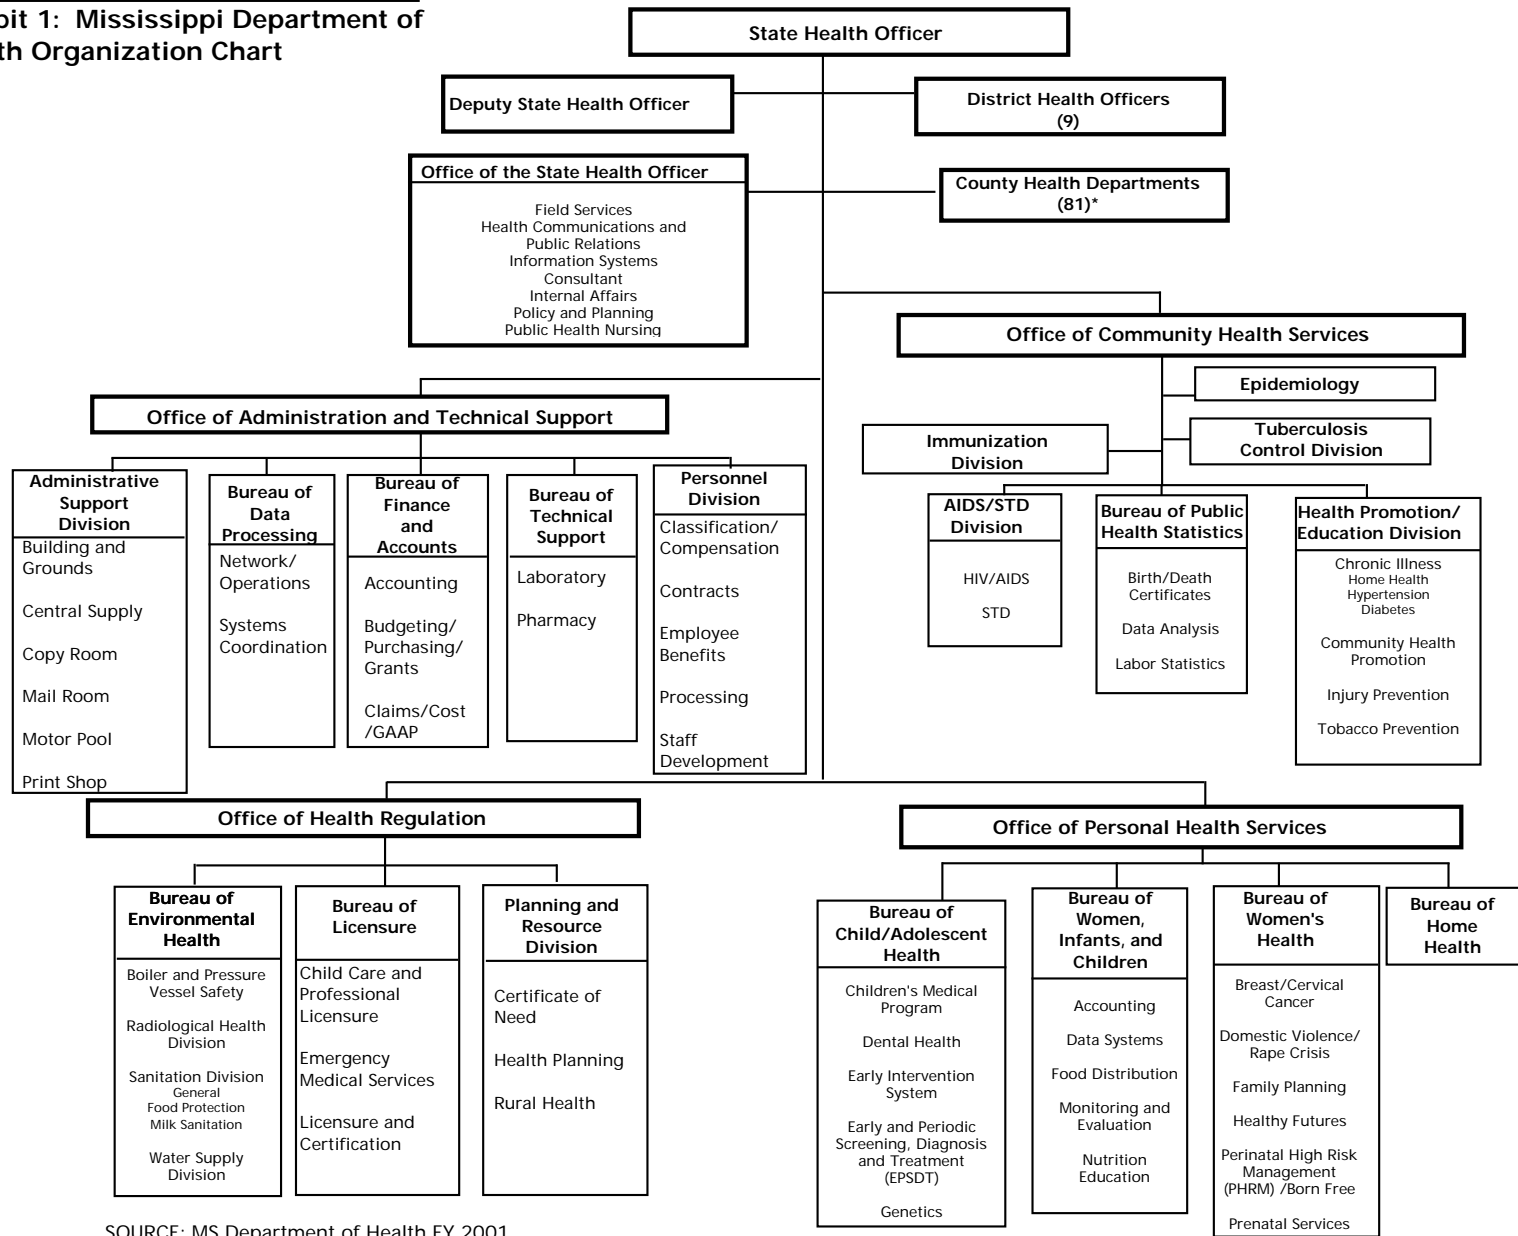 bit 1: Mississippi Department of
th Organization Chart
State Health Officer
Deputy State Health Officer
District Health Officers
(9)
Office of the State Health Officer
Field Services
Health Communications and
Public Relations
Information Systems
Consultant
Internal Affairs
Policy and Planning
Public Health Nursing
County Health Departments
(81)*
Office of Community Health Services
Epidemiology
Tuberculosis
Control Division
Immunization
Division
AIDS/STD
Division
HIV/AIDS
STD
Bureau of Public
Health Statistics
Birth/Death
Certificates
Data Analysis
Labor Statistics
Health Promotion/
Education Division
Chronic Illness
Home Health
Hypertension
Diabetes
Community Health
Promotion
Injury Prevention
Tobacco Prevention
Office of Administration and Technical Support
Administrative
Support
Division
Building and
Grounds
Central Supply
Copy Room
Mail Room
Motor Pool
Print Shop
Bureau of
Data
Processing
Network/
Operations
Systems
Coordination
Bureau of
Finance
and
Accounts
Accounting
Budgeting/
Purchasing/
Grants
Claims/Cost
/GAAP
Bureau of
Technical
Support
Laboratory
Pharmacy
Personnel
Division
Classification/
Compensation
Contracts
Employee
Benefits
Processing
Staff
Development
Office of Health Regulation
Bureau of
Environmental
Health
Boiler and Pressure
Vessel Safety
Radiological Health
Division
Sanitation Division
General
Food Protection
Milk Sanitation
Water Supply
Division
Bureau of
Licensure
Child Care and
Professional
Licensure
Emergency
Medical Services
Licensure and
Certification
Planning and
Resource
Division
Certificate of
Need
Health Planning
Rural Health
Office of Personal Health Services
Bureau of
Child/Adolescent
Health
Children's Medical
Program
Dental Health
Early Intervention
System
Early and Periodic
Screening, Diagnosis
and Treatment
(EPSDT)
Genetics
Bureau of
Women,
Infants, and
Children
Accounting
Data Systems
Food Distribution
Monitoring and
Evaluation
Nutrition
Education
Bureau of
Women's
Health
Breast/Cervical
Cancer
Domestic Violence/
Rape Crisis
Family Planning
Healthy Futures
Perinatal High Risk
Management
(PHRM) /Born Free
Prenatal Services
Bureau of
Home
Health
SOURCE: MS Department of Health FY 2001